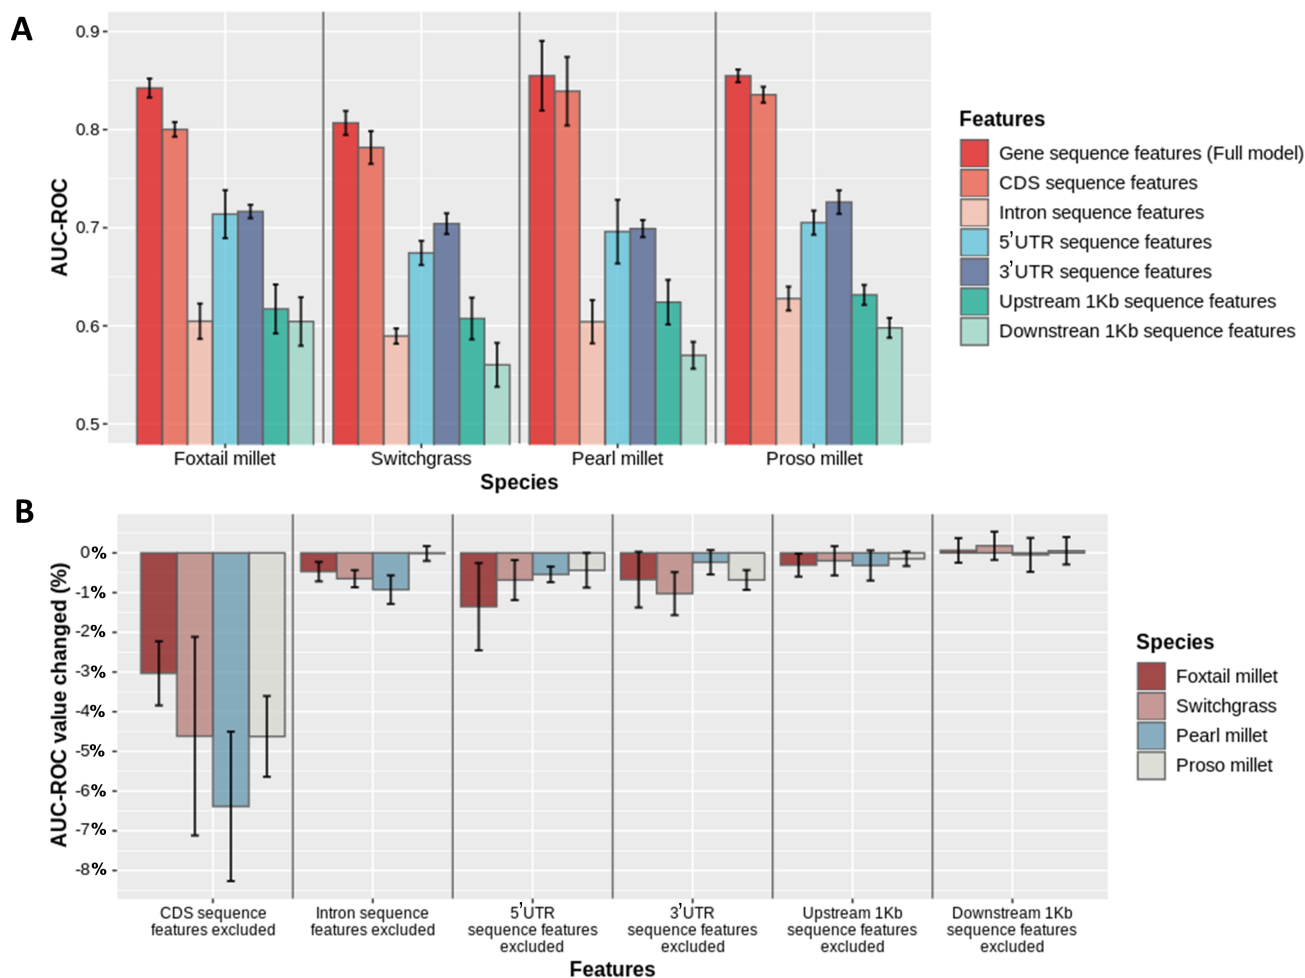 A
AUC-ROC
0.9
0.8
0.7
0.6
0.5
Foxtail millet
Switchgrass
Pearl millet
Proso millet
Species
Features
Gene sequence features (Full model)
CDS sequence features
Intron sequence features
5'UTR sequence features
3'UTR sequence features
Upstream 1Kb sequence features
Downstrean 1Kb sequence features
B
AUC-ROC value changed (%)
0%
-1%
-2%
-3%
-4%
-5%
-6%
-7%
-8%
CDS sequence
features excluded
Intron sequence
features excluded
5'UTR
sequence features
excluded
3'UTR
sequence features
excluded
Upstream 1Kb
sequence features
excluded
Downstream 1Kb
sequence features
excluded
Features
Species
Foxtail millet
Switchgrass
Pearl millet
Proso millet